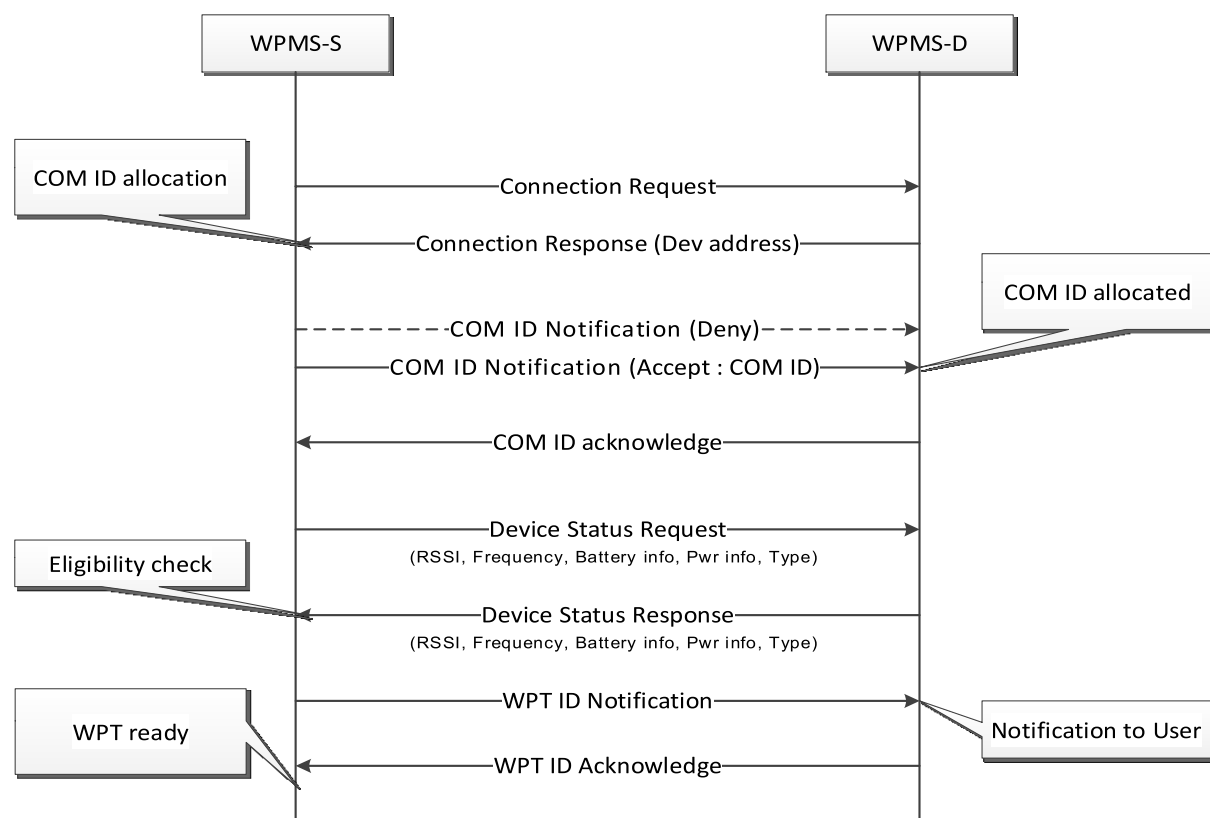 WPMS-S
WPMS-D
COM ID allocation
Connection Request
Connection Response (Dev address)
COM ID allocated
COM ID Notification (Deny)
COM ID Notification (Accept : COM ID)
COM ID acknowledge
Device Status Request
(RSSI, Frequency, Battery info, Pwr info, Type)
Eligibility check
Device Status Response
(RSSI, Frequency, Battery info, Pwr info, Type)
WPT ID Notification
WPT ready
Notification to User
WPT ID Acknowledge